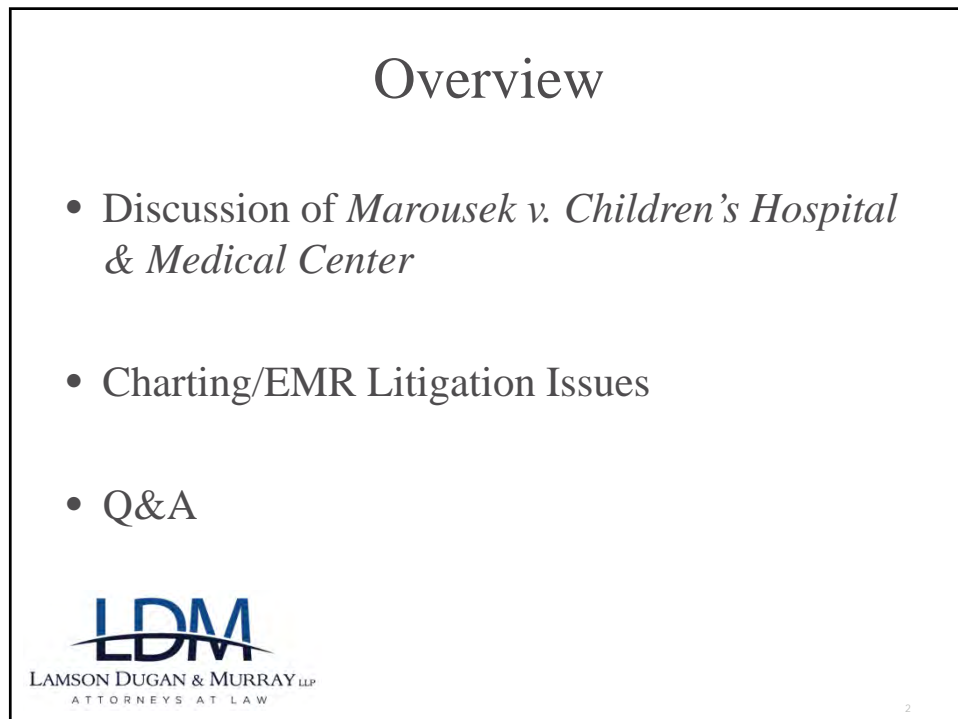 Overview
• Discussion of Marousek v. Children’s Hospital
& Medical Center
• Charting/EMR Litigation Issues
• Q&A
LDM
LAMSON DUGAN & MURRAY LLP
ATTORNEYS AT LAW
2